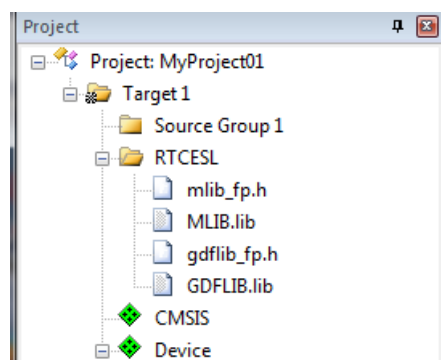 Project
Project: MyProject01
Target 1
Source Group 1
RTCESL
mlib_fp.h
MLIB.lib
gdflib_fp.h
GDFLIB.lib
CMSIS
Device